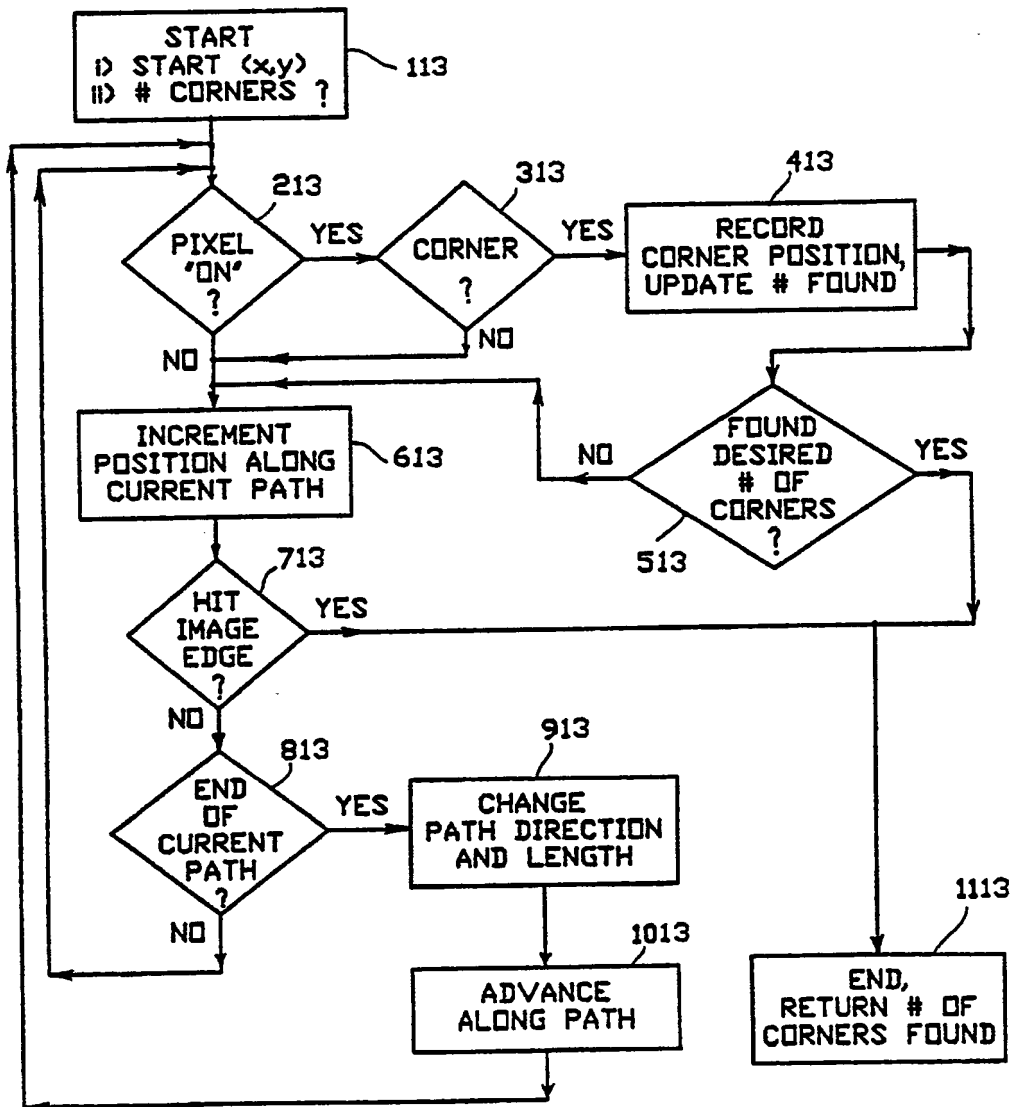 START
i) START (x,y)
ii) # CORNERS ?
113
213
PIXEL
"ON"
?
YES
NO
313
CORNER
?
YES
NO
413
RECORD
CORNER POSITION,
UPDATE # FOUND
FOUND
DESIRED
# OF
CORNERS
?
NO
YES
513
INCREMENT
POSITION ALONG
CURRENT PATH
613
713
HIT
IMAGE
EDGE
?
YES
NO
813
END
OF
CURRENT
PATH
?
YES
NO
913
CHANGE
PATH DIRECTION
AND LENGTH
1013
ADVANCE
ALONG PATH
1113
END,
RETURN # OF
CORNERS FOUND